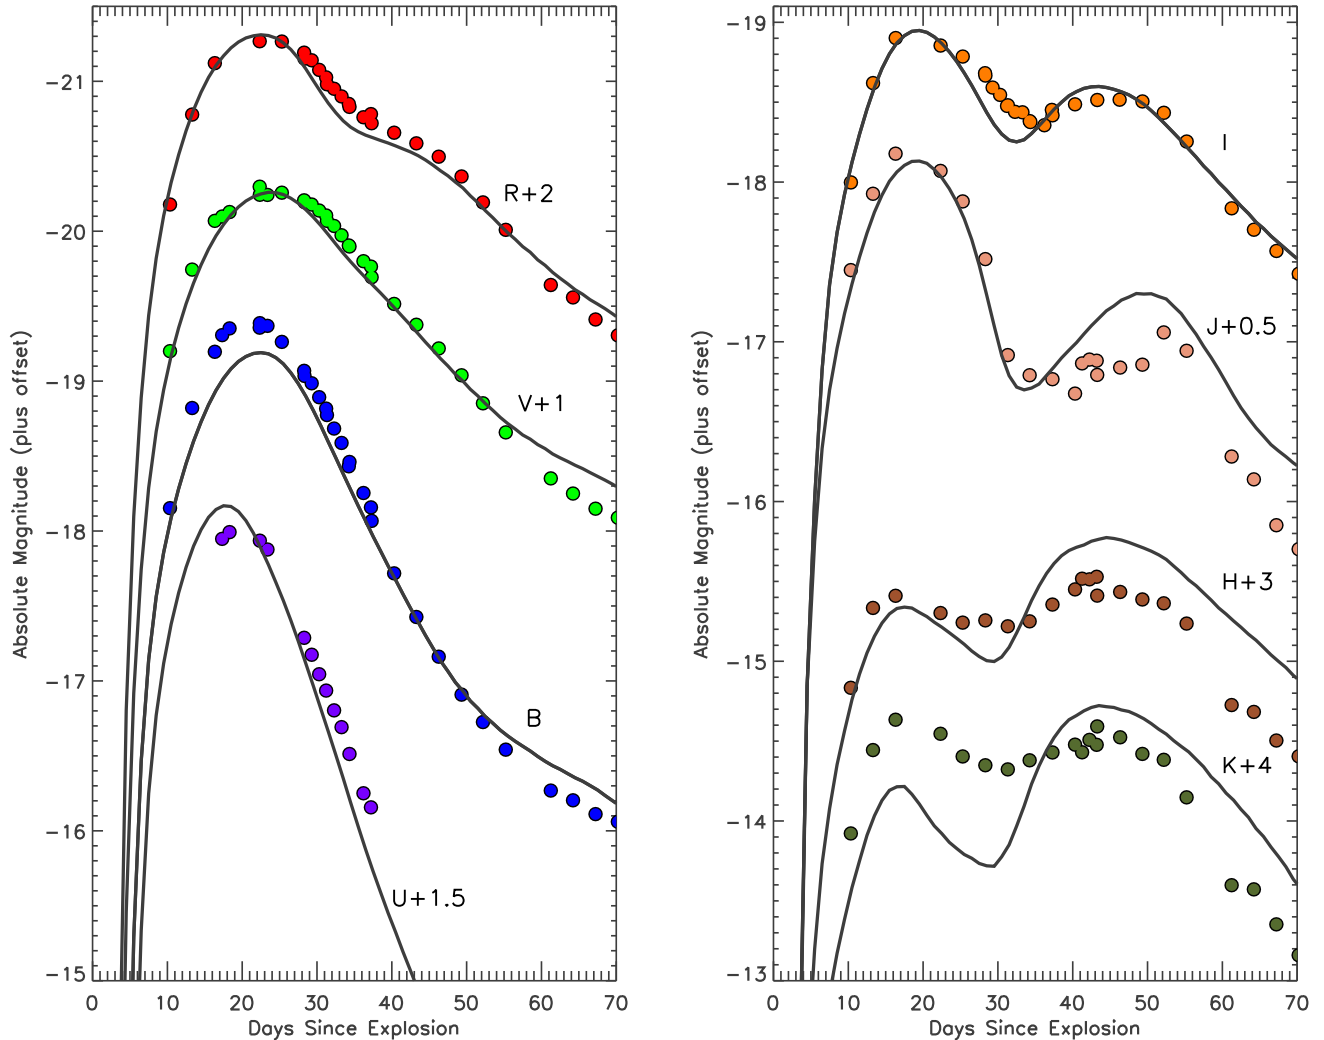 −21
−20
−19
−18
−17
−16
−15
0 10 20 30 40 50 60 70
Days Since Explosion
Absolute Magnitude (plus offset)
R+2
V+1
B
U+1.5
−19
−18
−17
−16
−15
−14
−13
0 10 20 30 40 50 60 70
Days Since Explosion
Absolute Magnitude (plus offset)
I
J+0.5
H+3
K+4